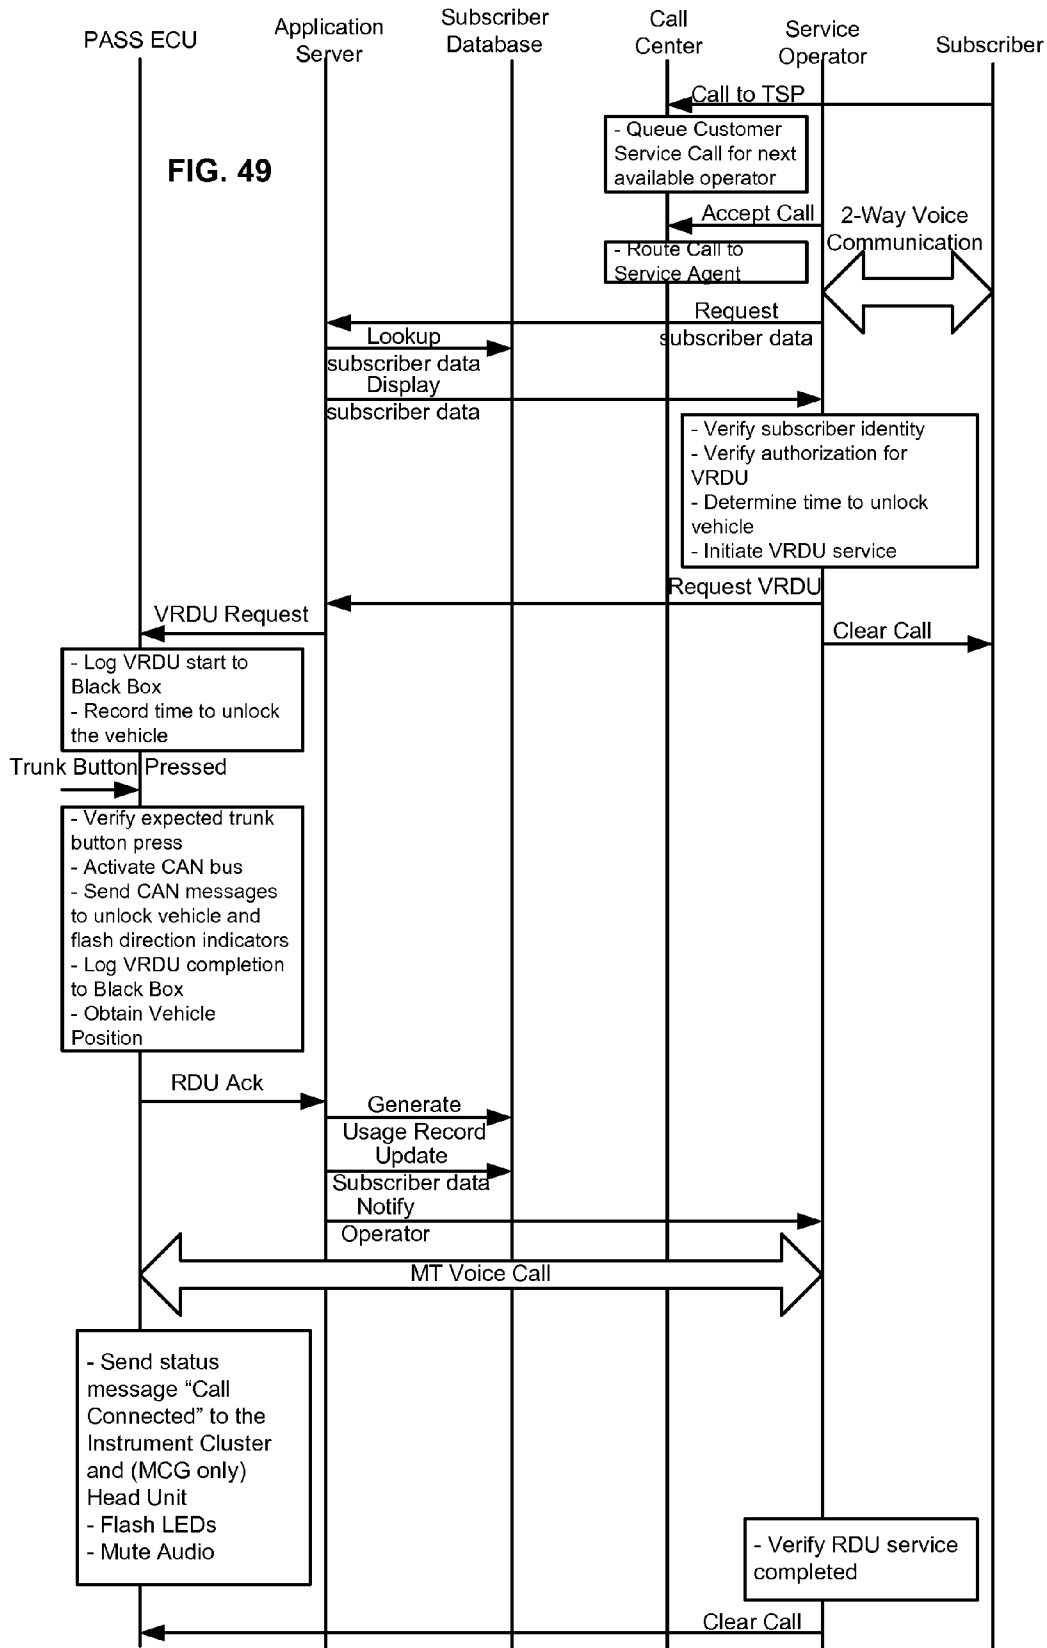 PASS ECU
Application
Server
Subscriber
Database
Call
Center
Service
Operator
Subscriber
Call to TSP
- Queue Customer
Service Call for next
available operator
FIG. 49
Accept Call
2-Way Voice
Communication
- Route Call to
Service Agent
Request
subscriber data
Lookup
subscriber data
Display
subscriber data
- Verify subscriber identity
- Verify authorization for
VRDU
- Determine time to unlock
vehicle
- Initiate VRDU service
Request VRDU
VRDU Request
Clear Call
- Log VRDU start to
Black Box
- Record time to unlock
the vehicle
Trunk Button Pressed
- Verify expected trunk
button press
- Activate CAN bus
- Send CAN messages
to unlock vehicle and
flash direction indicators
- Log VRDU completion
to Black Box
- Obtain Vehicle
Position
RDU Ack
Generate
Usage Record
Update
Subscriber data
Notify
Operator
MT Voice Call
- Send status
message “Call
Connected” to the
Instrument Cluster
and (MCG only)
Head Unit
- Flash LEDs
- Mute Audio
- Verify RDU service
completed
Clear Call